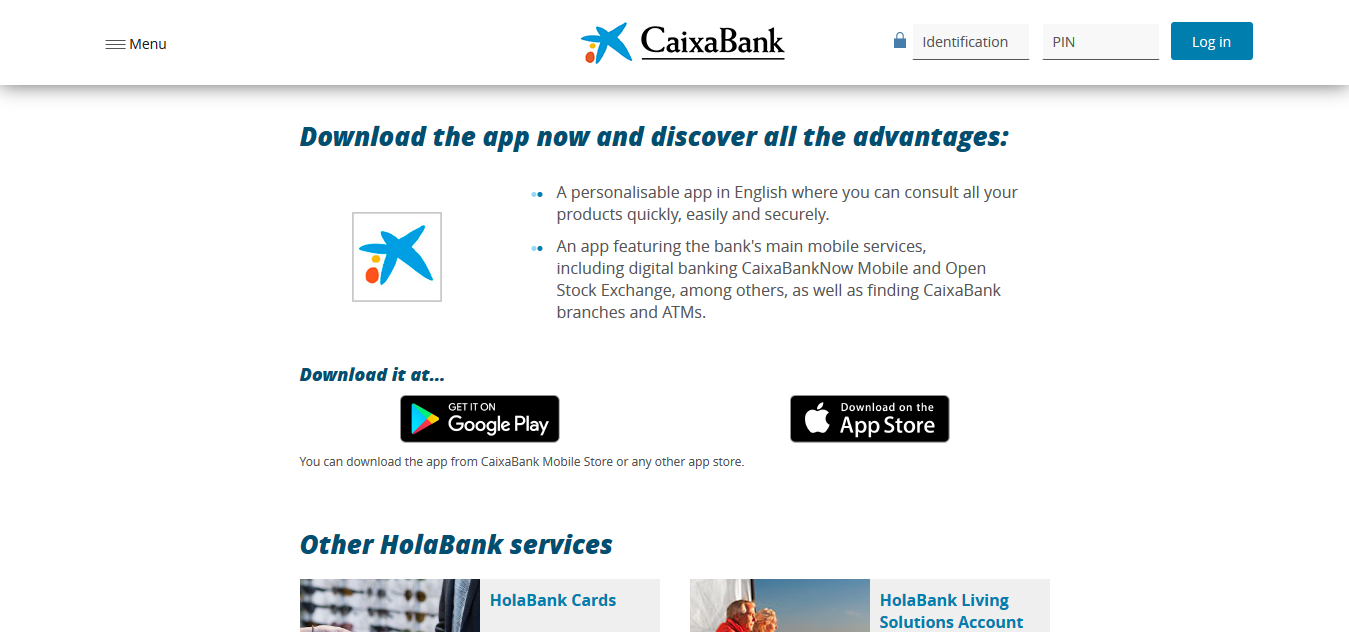 Menu
CaixaBank
Identification
PIN
Log in
Download the app now and discover all the advantages:
A personalisable app in English where you can consult all your
products quickly, easily and securely.
An app featuring the bank's main mobile services,
including digital banking CaixaBankNow Mobile and Open
Stock Exchange, among others, as well as finding CaixaBank
branches and ATMs.
Download it at...
GET IT ON
Google Play
Download on the
App Store
You can download the app from CaixaBank Mobile Store or any other app store.
Other HolaBank services
HolaBank Cards
HolaBank Living
Solutions Account